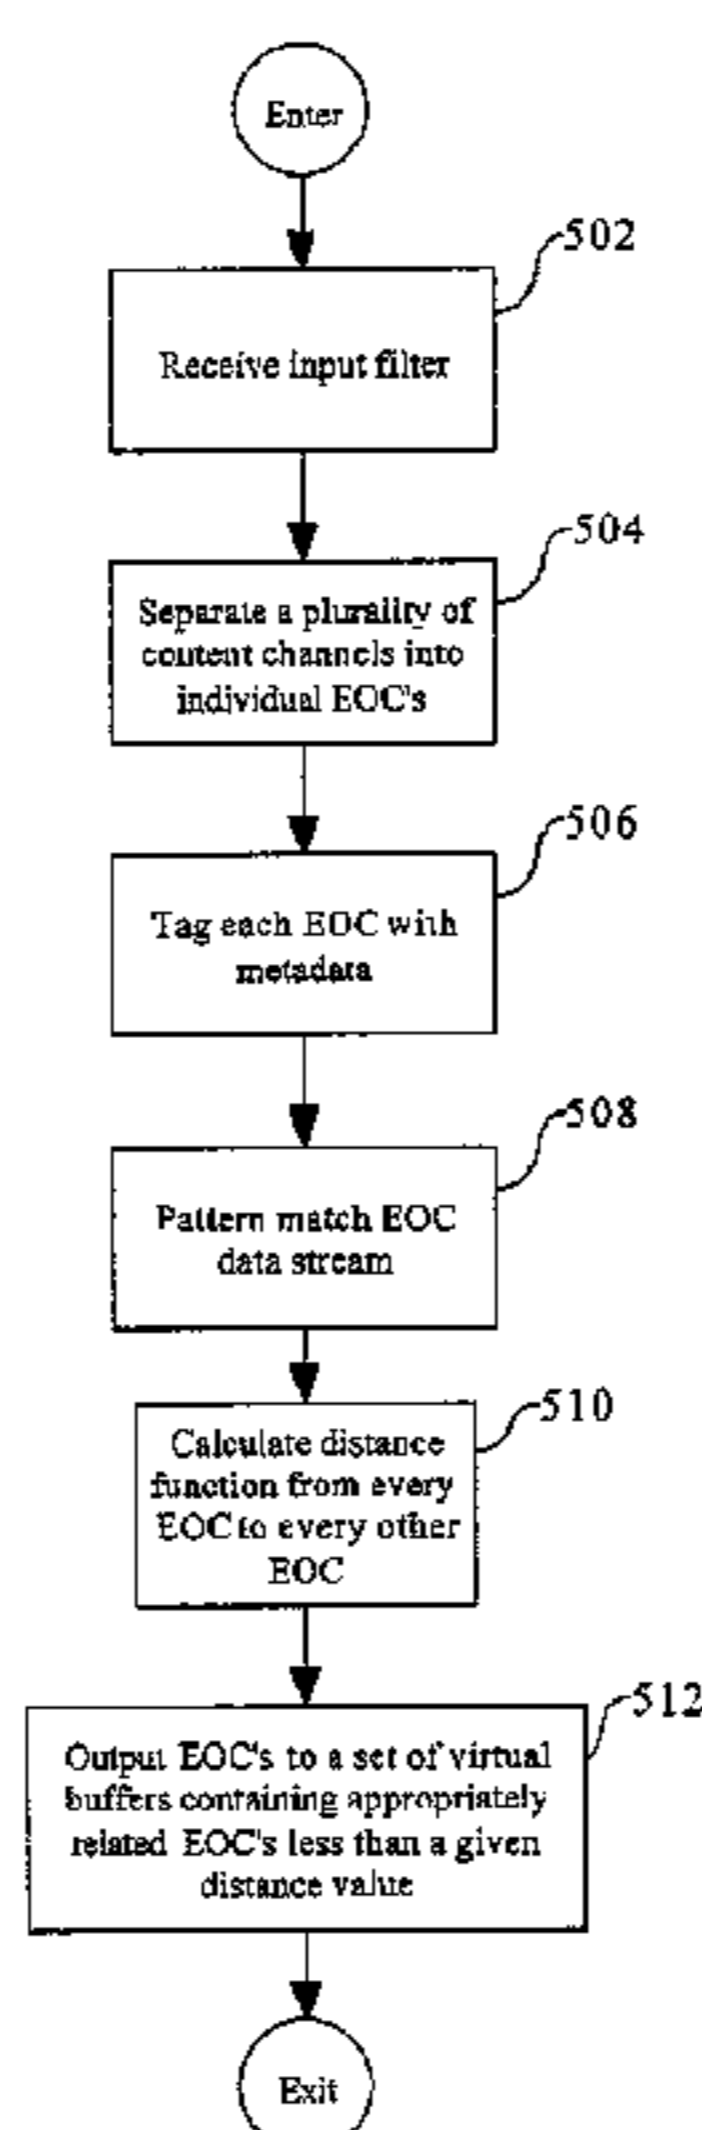 Enter
502
Receive input filter
504
Separate a plurality of
content channels into
individual EOC's
506
Tag each EOC with
metadata
508
Pattern match EOC
data stream
510
Calculate distance
function from every
EOC to every other
EOC
512
Output EOC's to a set of virtual
buffers containing appropriately
related EOC's less than a given
distance value
Exit